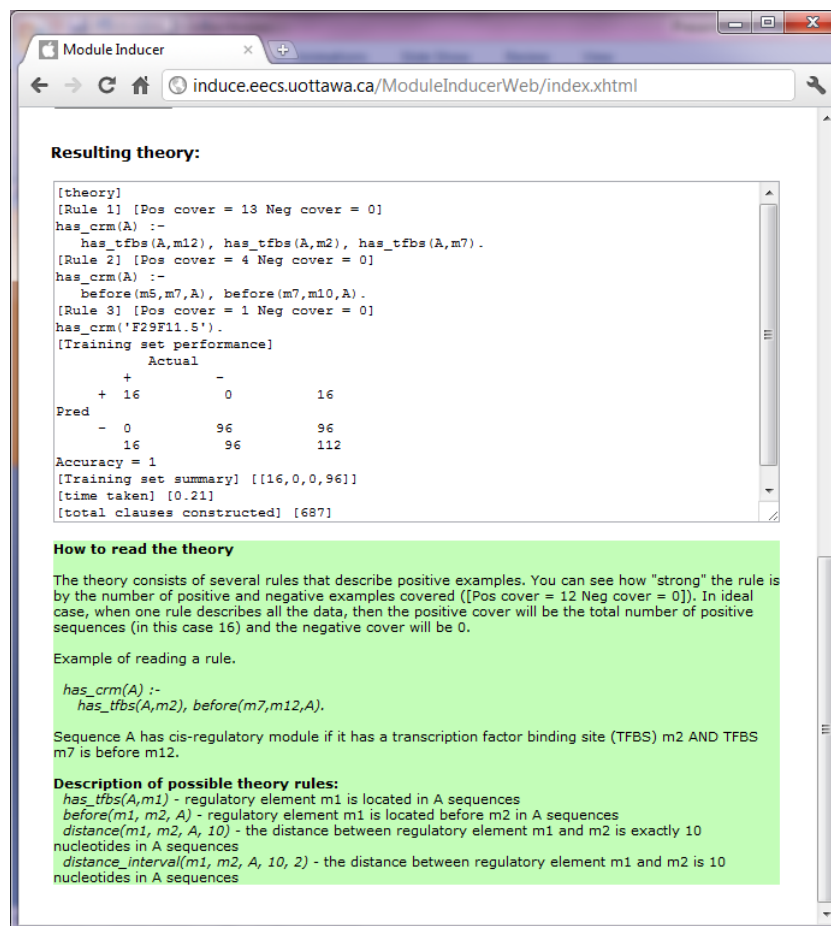 Module Inducer
induce.eecs.uottawa.ca/ModuleInducerWeb/index.xhtml
Resulting theory:
[theory]
[Rule 1] [Pos cover = 13 Neg cover = 0]
has_crm(A) :-
has_tfbs(A,m12), has_tfbs(A,m2), has_tfbs(A,m7).
[Rule 2] [Pos cover = 4 Neg cover = 0]
has_crm(A) :-
before(m5,m7,A), before(m7,m10,A).
[Rule 3] [Pos cover = 1 Neg cover = 0]
has_crm('F29F11.5').
[Training set performance]
Actual
+ -
+ 16 0 16
Pred
- 0 96 96
16 96 112
Accuracy = 1
[Training set summary] [[16,0,0,96]]
[time taken] [0.21]
[total clauses constructed] [687]
How to read the theory
The theory consists of several rules that describe positive examples. You can see how "strong" the rule is
by the number of positive and negative examples covered ([Pos cover = 12 Neg cover = 0]). In ideal
case, when one rule describes all the data, then the positive cover will be the total number of positive
sequences (in this case 16) and the negative cover will be 0.
Example of reading a rule.
has_crm(A) :-
has_tfbs(A,m2), before(m7,m12,A).
Sequence A has cis-regulatory module if it has a transcription factor binding site (TFBS) m2 AND TFBS
m7 is before m12.
Description of possible theory rules:
has_tfbs(A,m1) - regulatory element m1 is located in A sequences
before(m1, m2, A) - regulatory element m1 is located before m2 in A sequences
distance(m1, m2, A, 10) - the distance between regulatory element m1 and m2 is exactly 10
nucleotides in A sequences
distance_interval(m1, m2, A, 10, 2) - the distance between regulatory element m1 and m2 is 10
nucleotides in A sequences